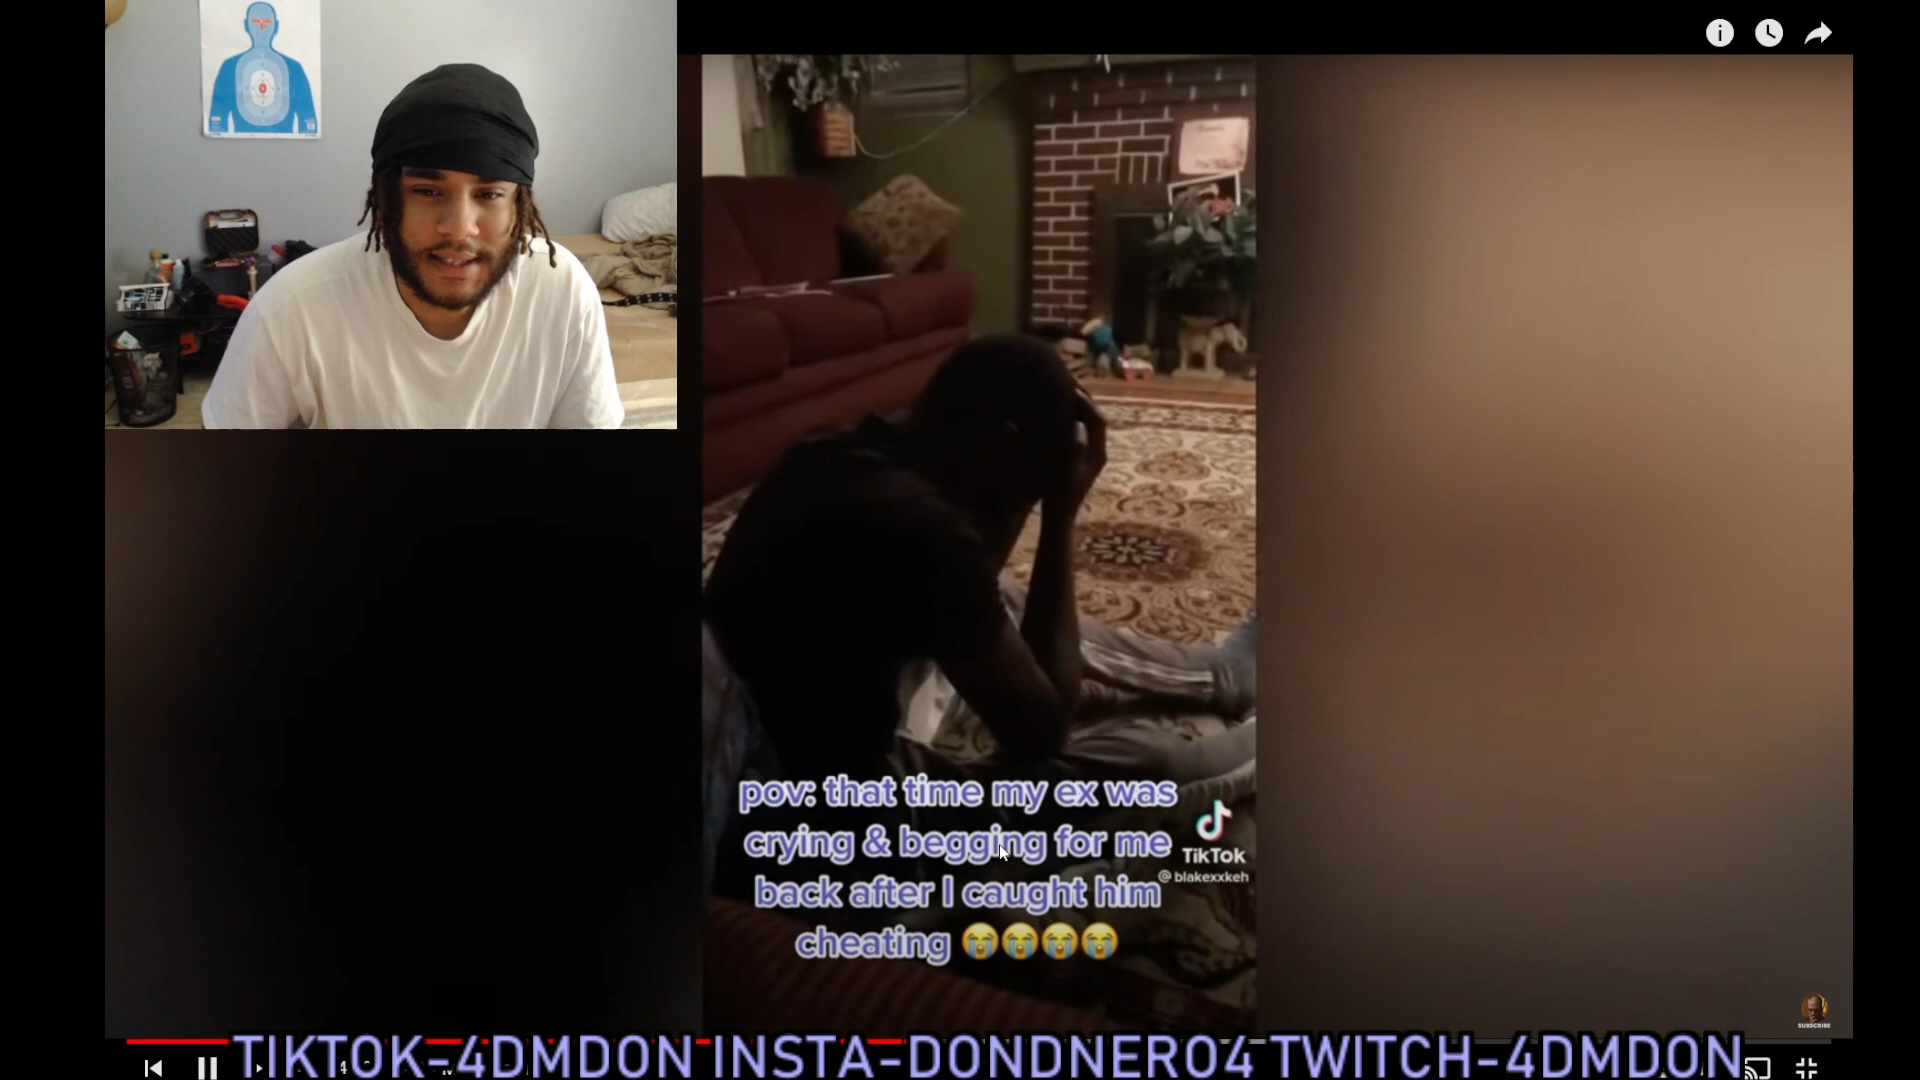 pov: that time my ex was
crying & begging for me
back after I caught him
cheating 😭😭😭😭
TikTok
@blakexxkeh
SUBSCRIBE
TIKTOK-4DMDON INSTA-DONDNERO4 TWITCH-4DMDON